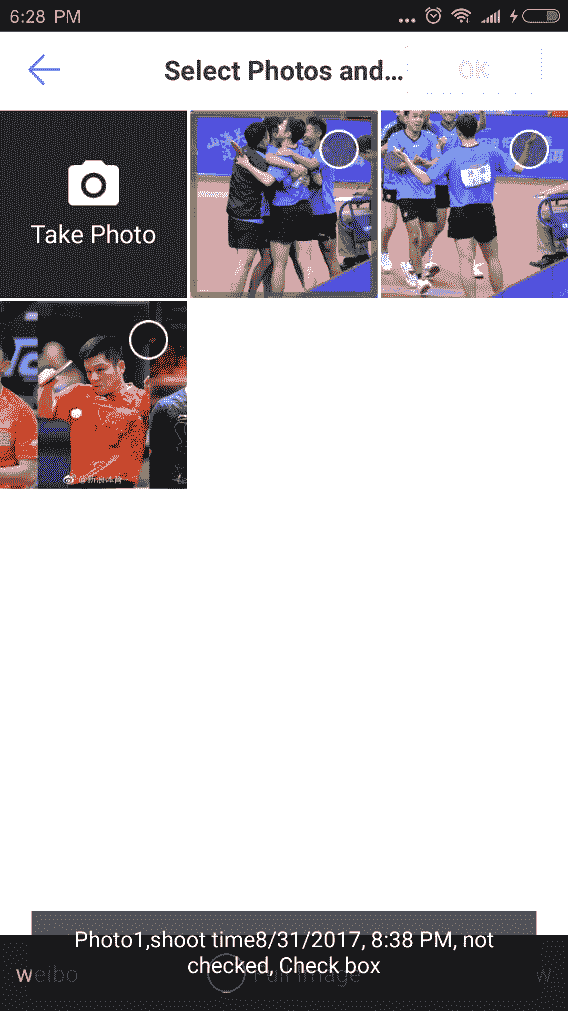 6:28 PM
Select Photos and...
OK
Take Photo
@新浪体育
Photo1,shoot time8/31/2017, 8:38 PM, not
checked, Check box
weibo
Full Image